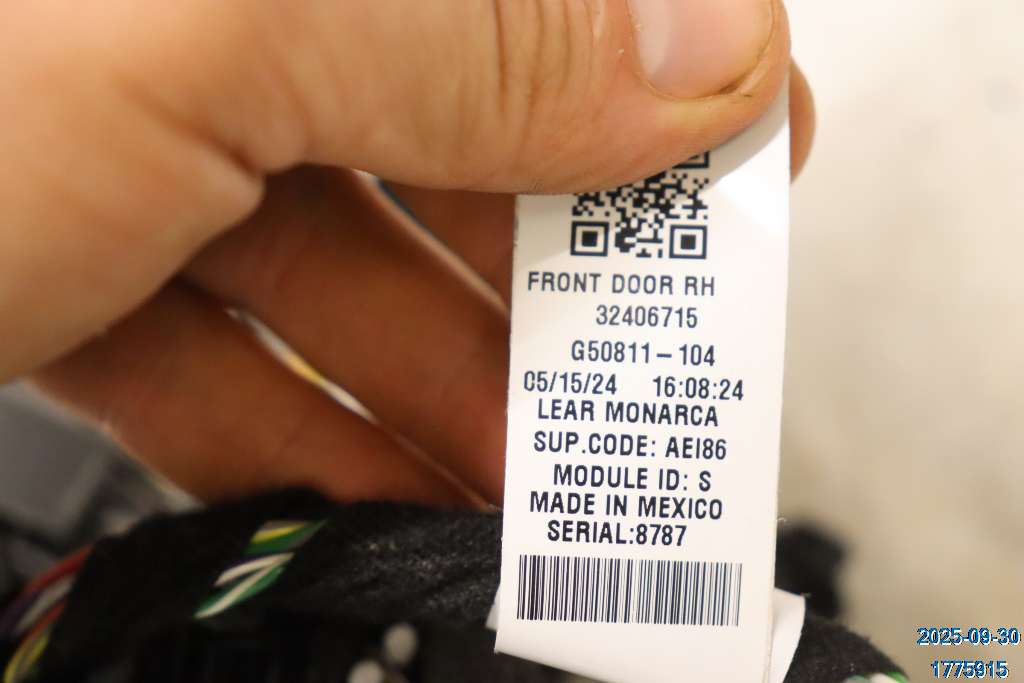 FRONT DOOR RH
32406715
G50811-104
05/15/24 16:08:24
LEAR MONARCA
SUP.CODE: AEI86
MODULE ID: S
MADE IN MEXICO
SERIAL:8787
2025-09-30
1775915